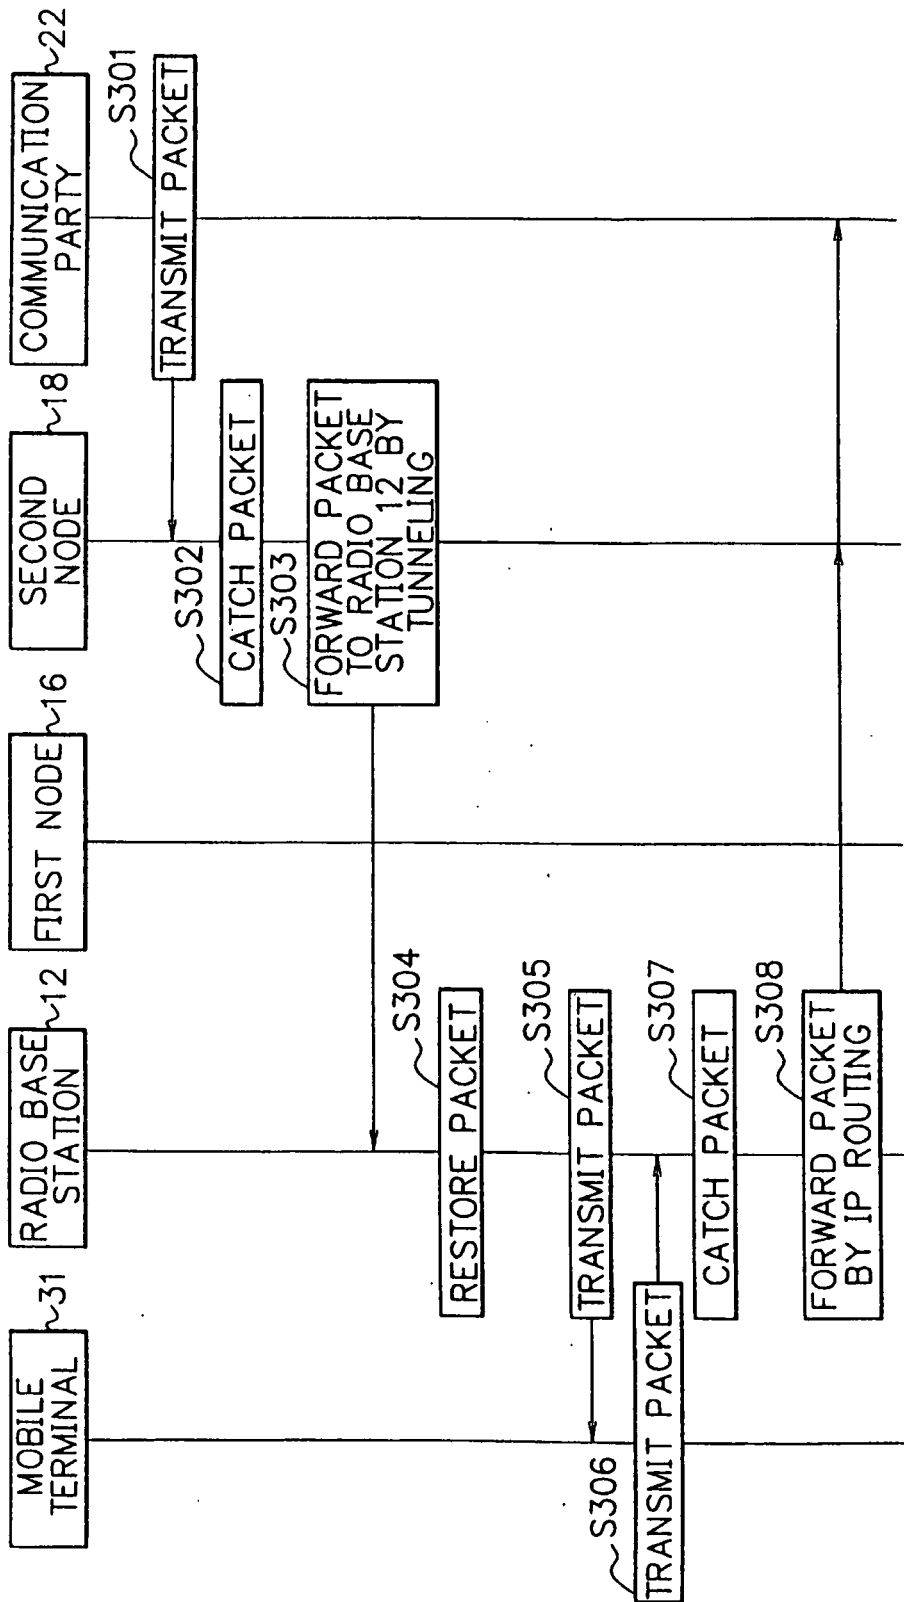 MOBILE
TERMINAL
31
RADIO BASE
STATION
12
FIRST NODE
16
SECOND
NODE
18
COMMUNICATION
PARTY
22
S301
TRANSMIT PACKET
S302
CATCH PACKET
S303
FORWARD PACKET
TO RADIO BASE
STATION 12 BY
TUNNELING
S304
RESTORE PACKET
S305
TRANSMIT PACKET
S306
TRANSMIT PACKET
S307
CATCH PACKET
S308
FORWARD PACKET
BY IP ROUTING